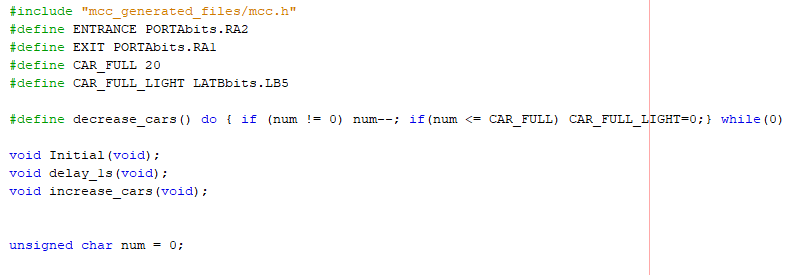 #include "mcc_generated_files/mcc.h"
#define ENTRANCE PORTAbits.RA2
#define EXIT PORTAbits.RA1
#define CAR_FULL 20
#define CAR_FULL_LIGHT LATBbits.LB5
#define decrease_cars() do { if (num != 0) num--; if(num <= CAR_FULL) CAR_FULL_LIGHT=0;} while(0)
void Initial(void);
void delay_1s(void);
void increase_cars(void);
unsigned char num = 0;